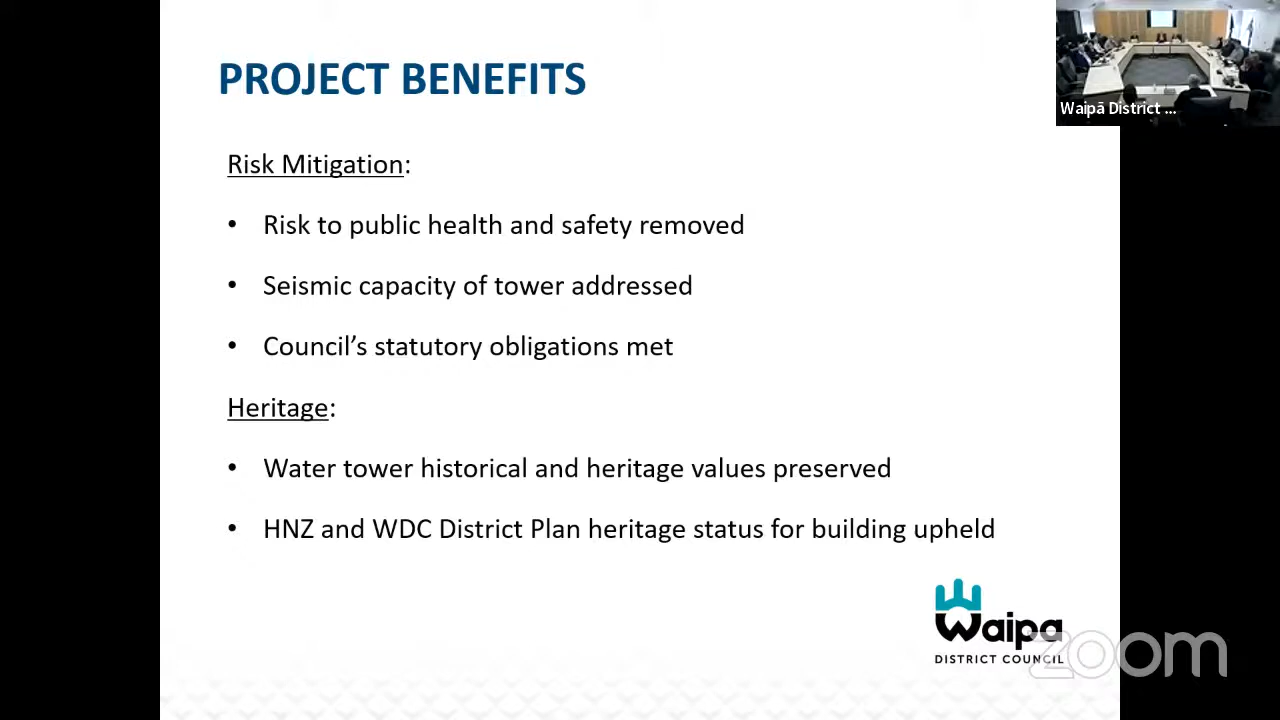 PROJECT BENEFITS
Waipā District ...
Risk Mitigation:
• Risk to public health and safety removed
• Seismic capacity of tower addressed
• Council’s statutory obligations met
Heritage:
• Water tower historical and heritage values preserved
• HNZ and WDC District Plan heritage status for building upheld
Waipa
DISTRICT COUNCIL
zoom